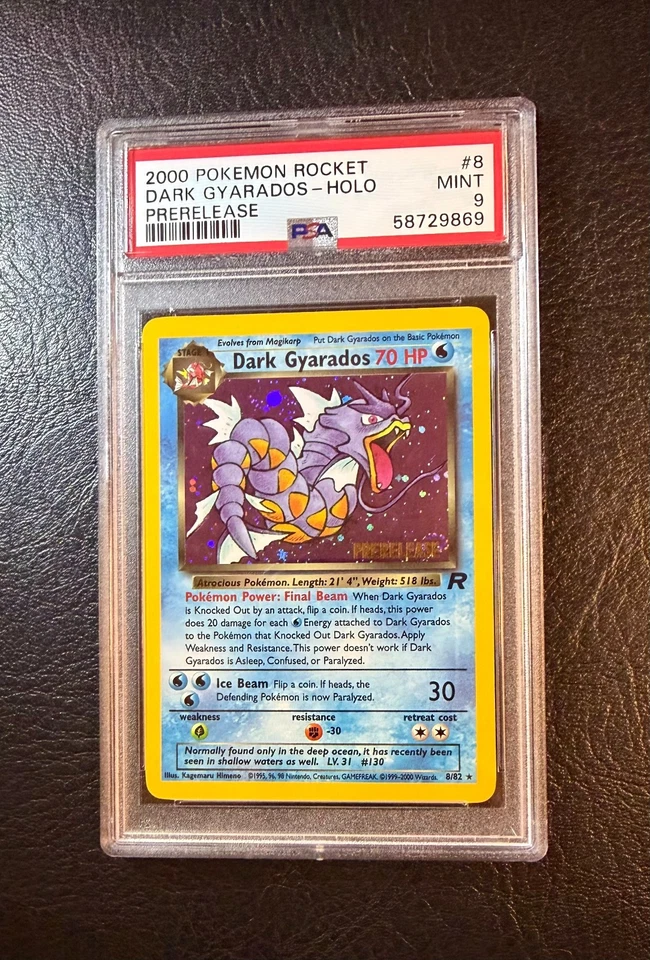 2000 POKEMON ROCKET #8
DARK GYARADOS - HOLO MINT
PRERELEASE 9
58729869
PSA
Evolves from Magikarp Put Dark Gyarados on the Basic Pokémon
STAGE 1
Dark Gyarados 70 HP
PRERELEASE
Atrocious Pokémon. Length: 21' 4", Weight: 518 lbs.
R
Pokémon Power: Final Beam When Dark Gyarados
is Knocked Out by an attack, flip a coin. If heads, this power
does 20 damage for each Energy attached to Dark Gyarados
to the Pokémon that Knocked Out Dark Gyarados. Apply
Weakness and Resistance. This power doesn't work if Dark
Gyarados is Asleep, Confused, or Paralyzed.
Ice Beam Flip a coin. If heads, the 30
Defending Pokémon is now Paralyzed.
weakness resistance retreat cost
-30
Normally found only in the deep ocean, it has recently been
seen in shallow waters as well. LV. 31 #130
Illus. Kagemaru Himeno ©1995, 96, 98 Nintendo, Creatures, GAMEFREAK. ©1999-2000 Wizards. 8/82 ★